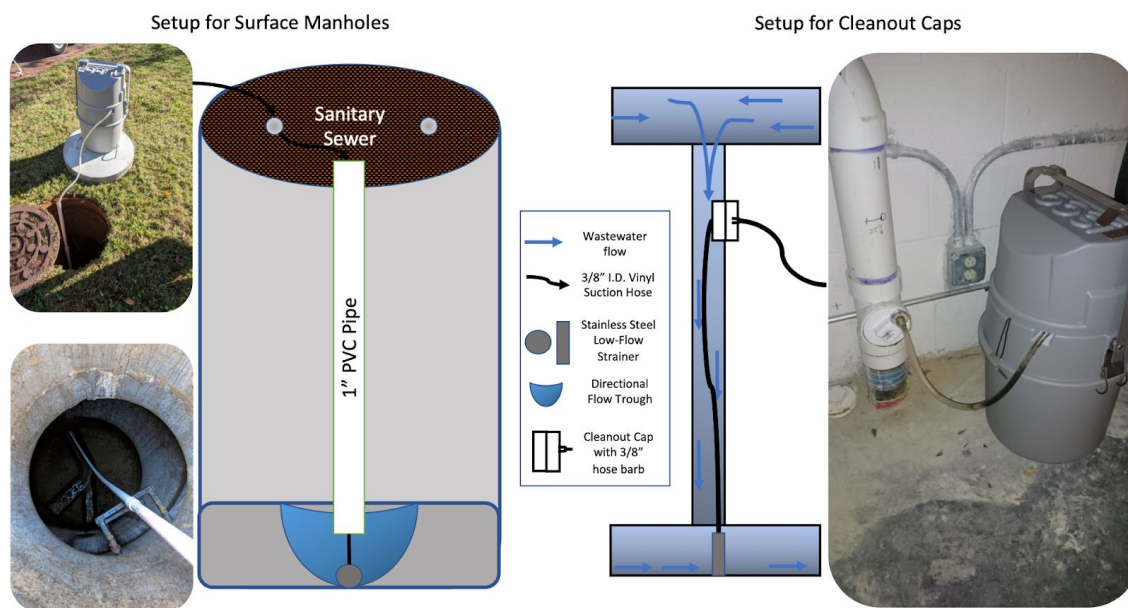 Setup for Surface Manholes
Setup for Cleanout Caps
Sanitary
Sewer
1” PVC Pipe
Wastewater
flow
3/8” I.D. Vinyl
Suction Hose
Stainless Steel
Low-Flow
Strainer
Directional
Flow Trough
Cleanout Cap
with 3/8”
hose barb